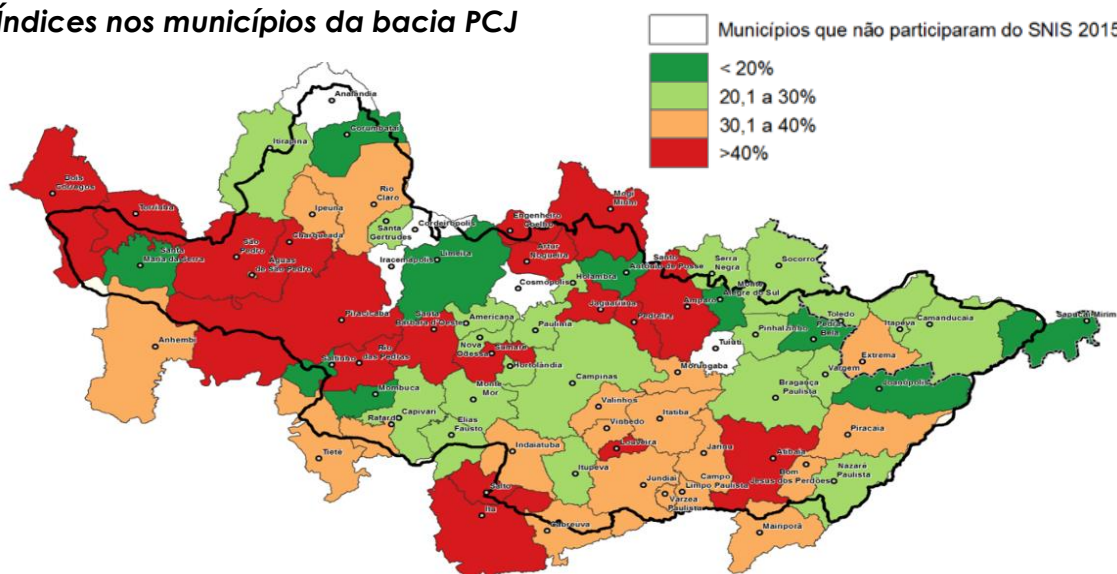 Índices nos municípios da bacia PCJ
Municípios que não participaram do SNIS 2015
< 20%
20,1 a 30%
30,1 a 40%
>40%
Analândia
Corumbataí
Itirapina
Dois
Córregos
Torrinha
Rio
Claro
Ipeúna
Santa
Gertrudes
Cordeirópolis
Engenheiro
Coelho
Mogi
Mirim
Charqueada
São
Pedro
Águas
de São Pedro
Santa
Maria da Serra
Iracemápolis
Limeira
Artur
Nogueira
Cosmópolis
Holambra
Santo
Antônio de Posse
Serra
Negra
Socorro
Piracicaba
Santa
Bárbara d'Oeste
Americana
Paulínia
Jaguariúna
Pedreira
Amparo
Monte
Alegre do Sul
Pinhalzinho
Pedra
Bela
Toledo
Itapeva
Camanducaia
Sapucaí-Mirim
Anhembi
Saltinho
Rio
das Pedras
Nova
Odessa
Sumaré
Hortolândia
Campinas
Morungaba
Tuiuti
Bragança
Paulista
Vargem
Extrema
Joanópolis
Mombuca
Monte
Mor
Rafard
Capivari
Elias
Fausto
Valinhos
Vinhedo
Itatiba
Louveira
Jarinu
Atibaia
Piracaia
Tietê
Indaiatuba
Itupeva
Jundiaí
Campo
Limpo Paulista
Várzea
Paulista
Bom
Jesus dos Perdões
Nazaré
Paulista
Salto
Itu
Cabreúva
Mairiporã